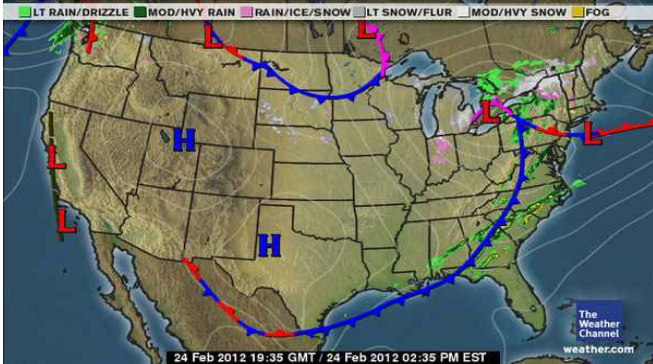 LT RAIN/DRIZZLE MOD/HVY RAIN RAIN/ICE/SNOW LT SNOW/FLUR MOD/HVY SNOW FOG
L L
L
H
L L
L
H
The
Weather
Channel
weather.com
24 Feb 2012 19:35 GMT / 24 Feb 2012 02:35 PM EST